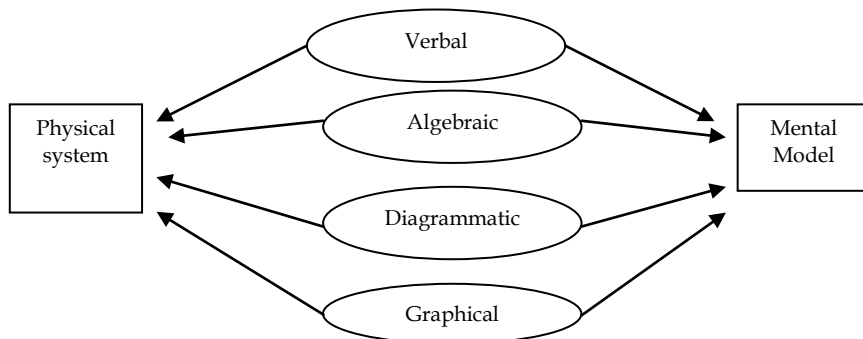 Verbal
Physical
system
Algebraic
Mental
Model
Diagrammatic
Graphical